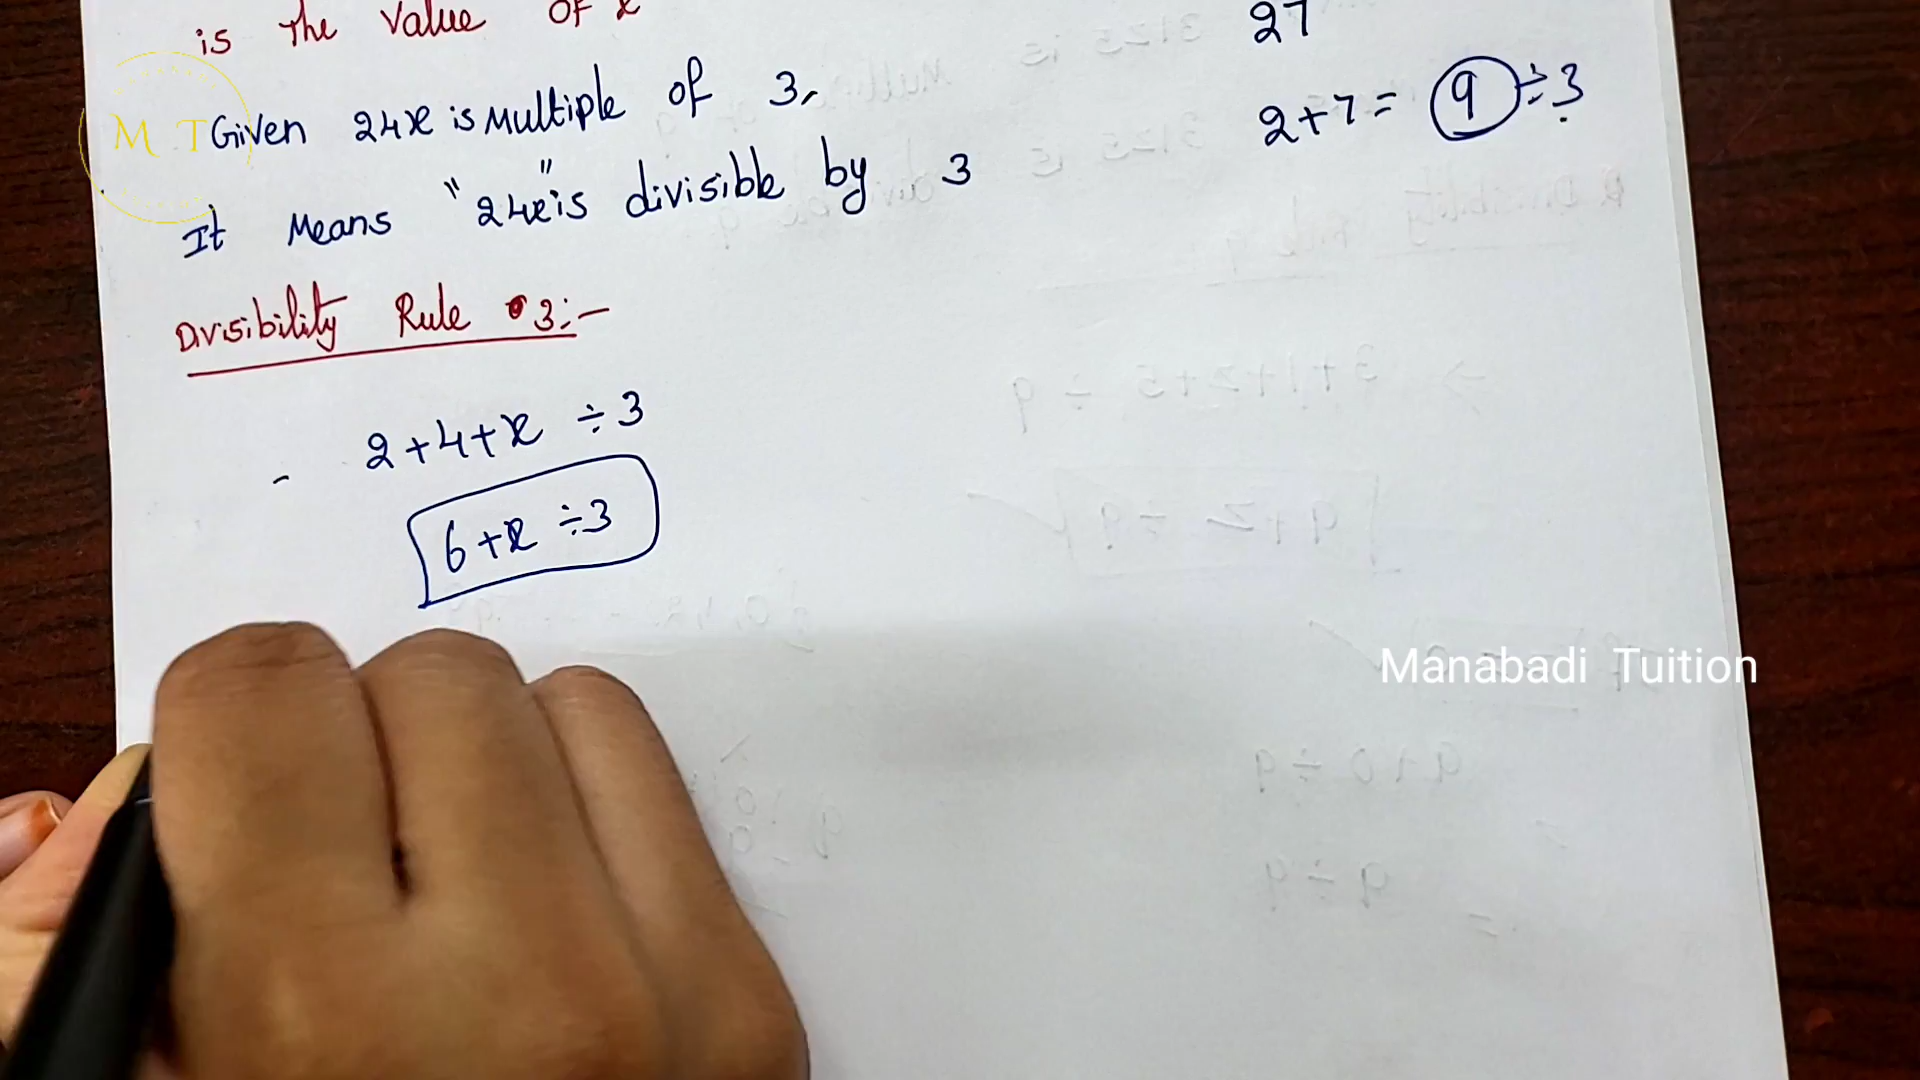 is The Value OF x
27
Given 24x is Multiple of 3,
2+7 = 9 ÷ 3
It Means "24x" is divisible by 3
Divisibility Rule 3:-
- 2+4+x ÷3
6+x ÷3
M T
Manabadi Tuition